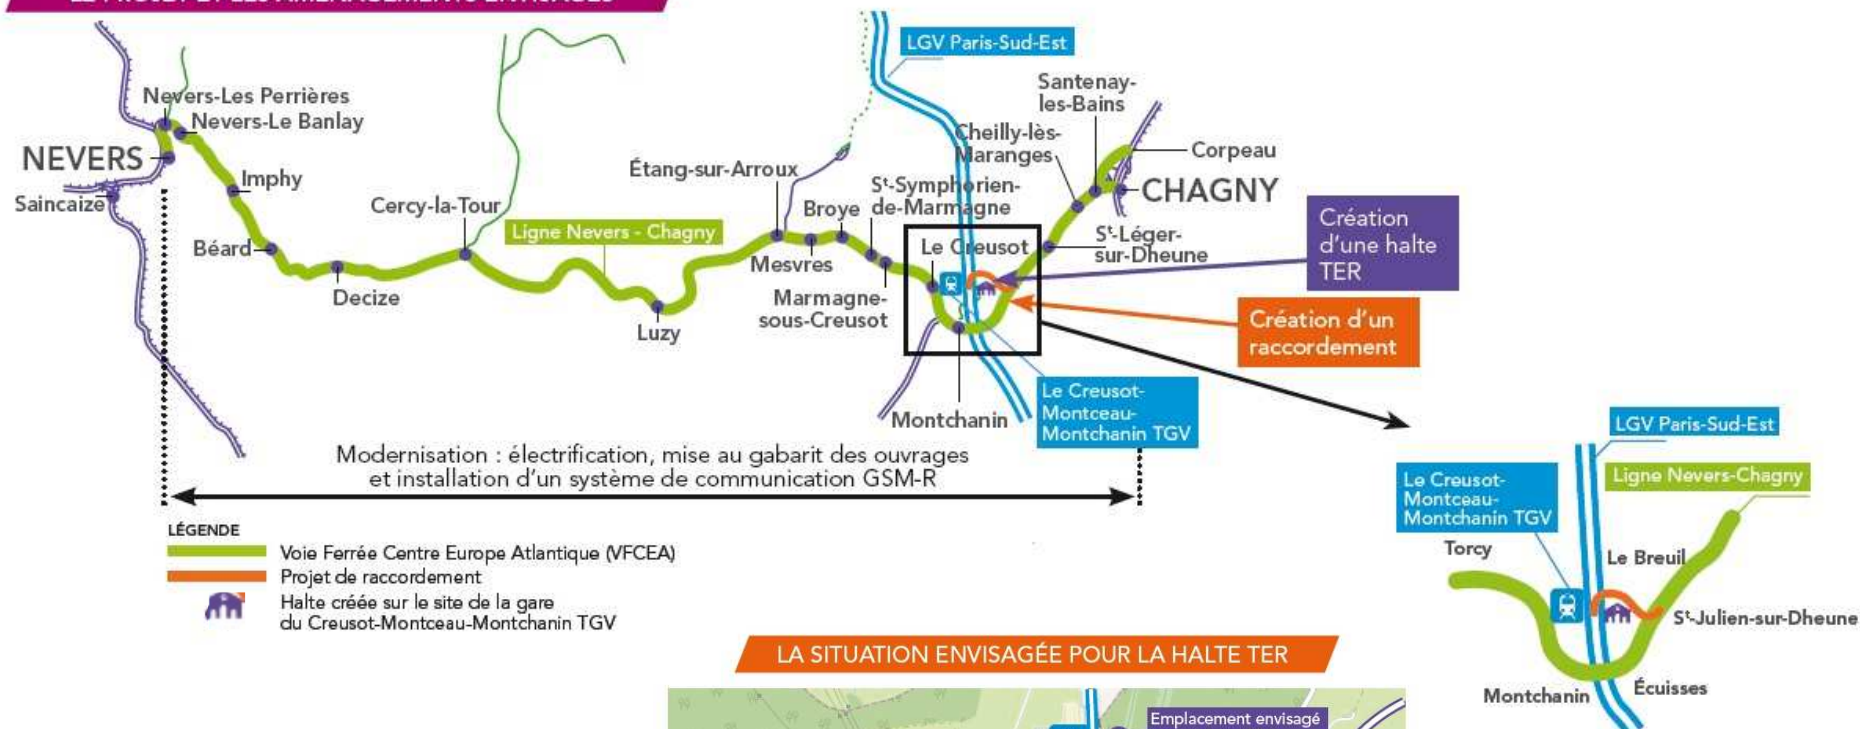 LE PROJET ET LES AMÉNAGEMENTS ENVISAGÉS
LGV Paris-Sud-Est
Santenay-
les-Bains
Nevers-Les Perrières
Nevers-Le Banlay
Cheilly-lès-
Maranges
Corpeau
NEVERS
Étang-sur-Arroux
CHAGNY
Imphy
Sᵗ-Symphorien-
de-Marmagne
Saincaize
Cercy-la-Tour
Broye
Création
d'une halte
TER
Ligne Nevers - Chagny
Le Creusot
Sᵗ-Léger-
sur-Dheune
Béard
Mesvres
Decize
Marmagne-
sous-Creusot
Luzy
Création d'un
raccordement
Le Creusot-
Montceau-
Montchanin TGV
Montchanin
Modernisation : électrification, mise au gabarit des ouvrages
et installation d'un système de communication GSM-R
LÉGENDE
Voie Ferrée Centre Europe Atlantique (VFCEA)
Projet de raccordement
Halte créée sur le site de la gare
du Creusot-Montceau-Montchanin TGV
LGV Paris-Sud-Est
Ligne Nevers-Chagny
Le Creusot-
Montceau-
Montchanin TGV
Torcy
Le Breuil
Sᵗ-Julien-sur-Dheune
Montchanin
Écuisses
LA SITUATION ENVISAGÉE POUR LA HALTE TER
Emplacement envisagé